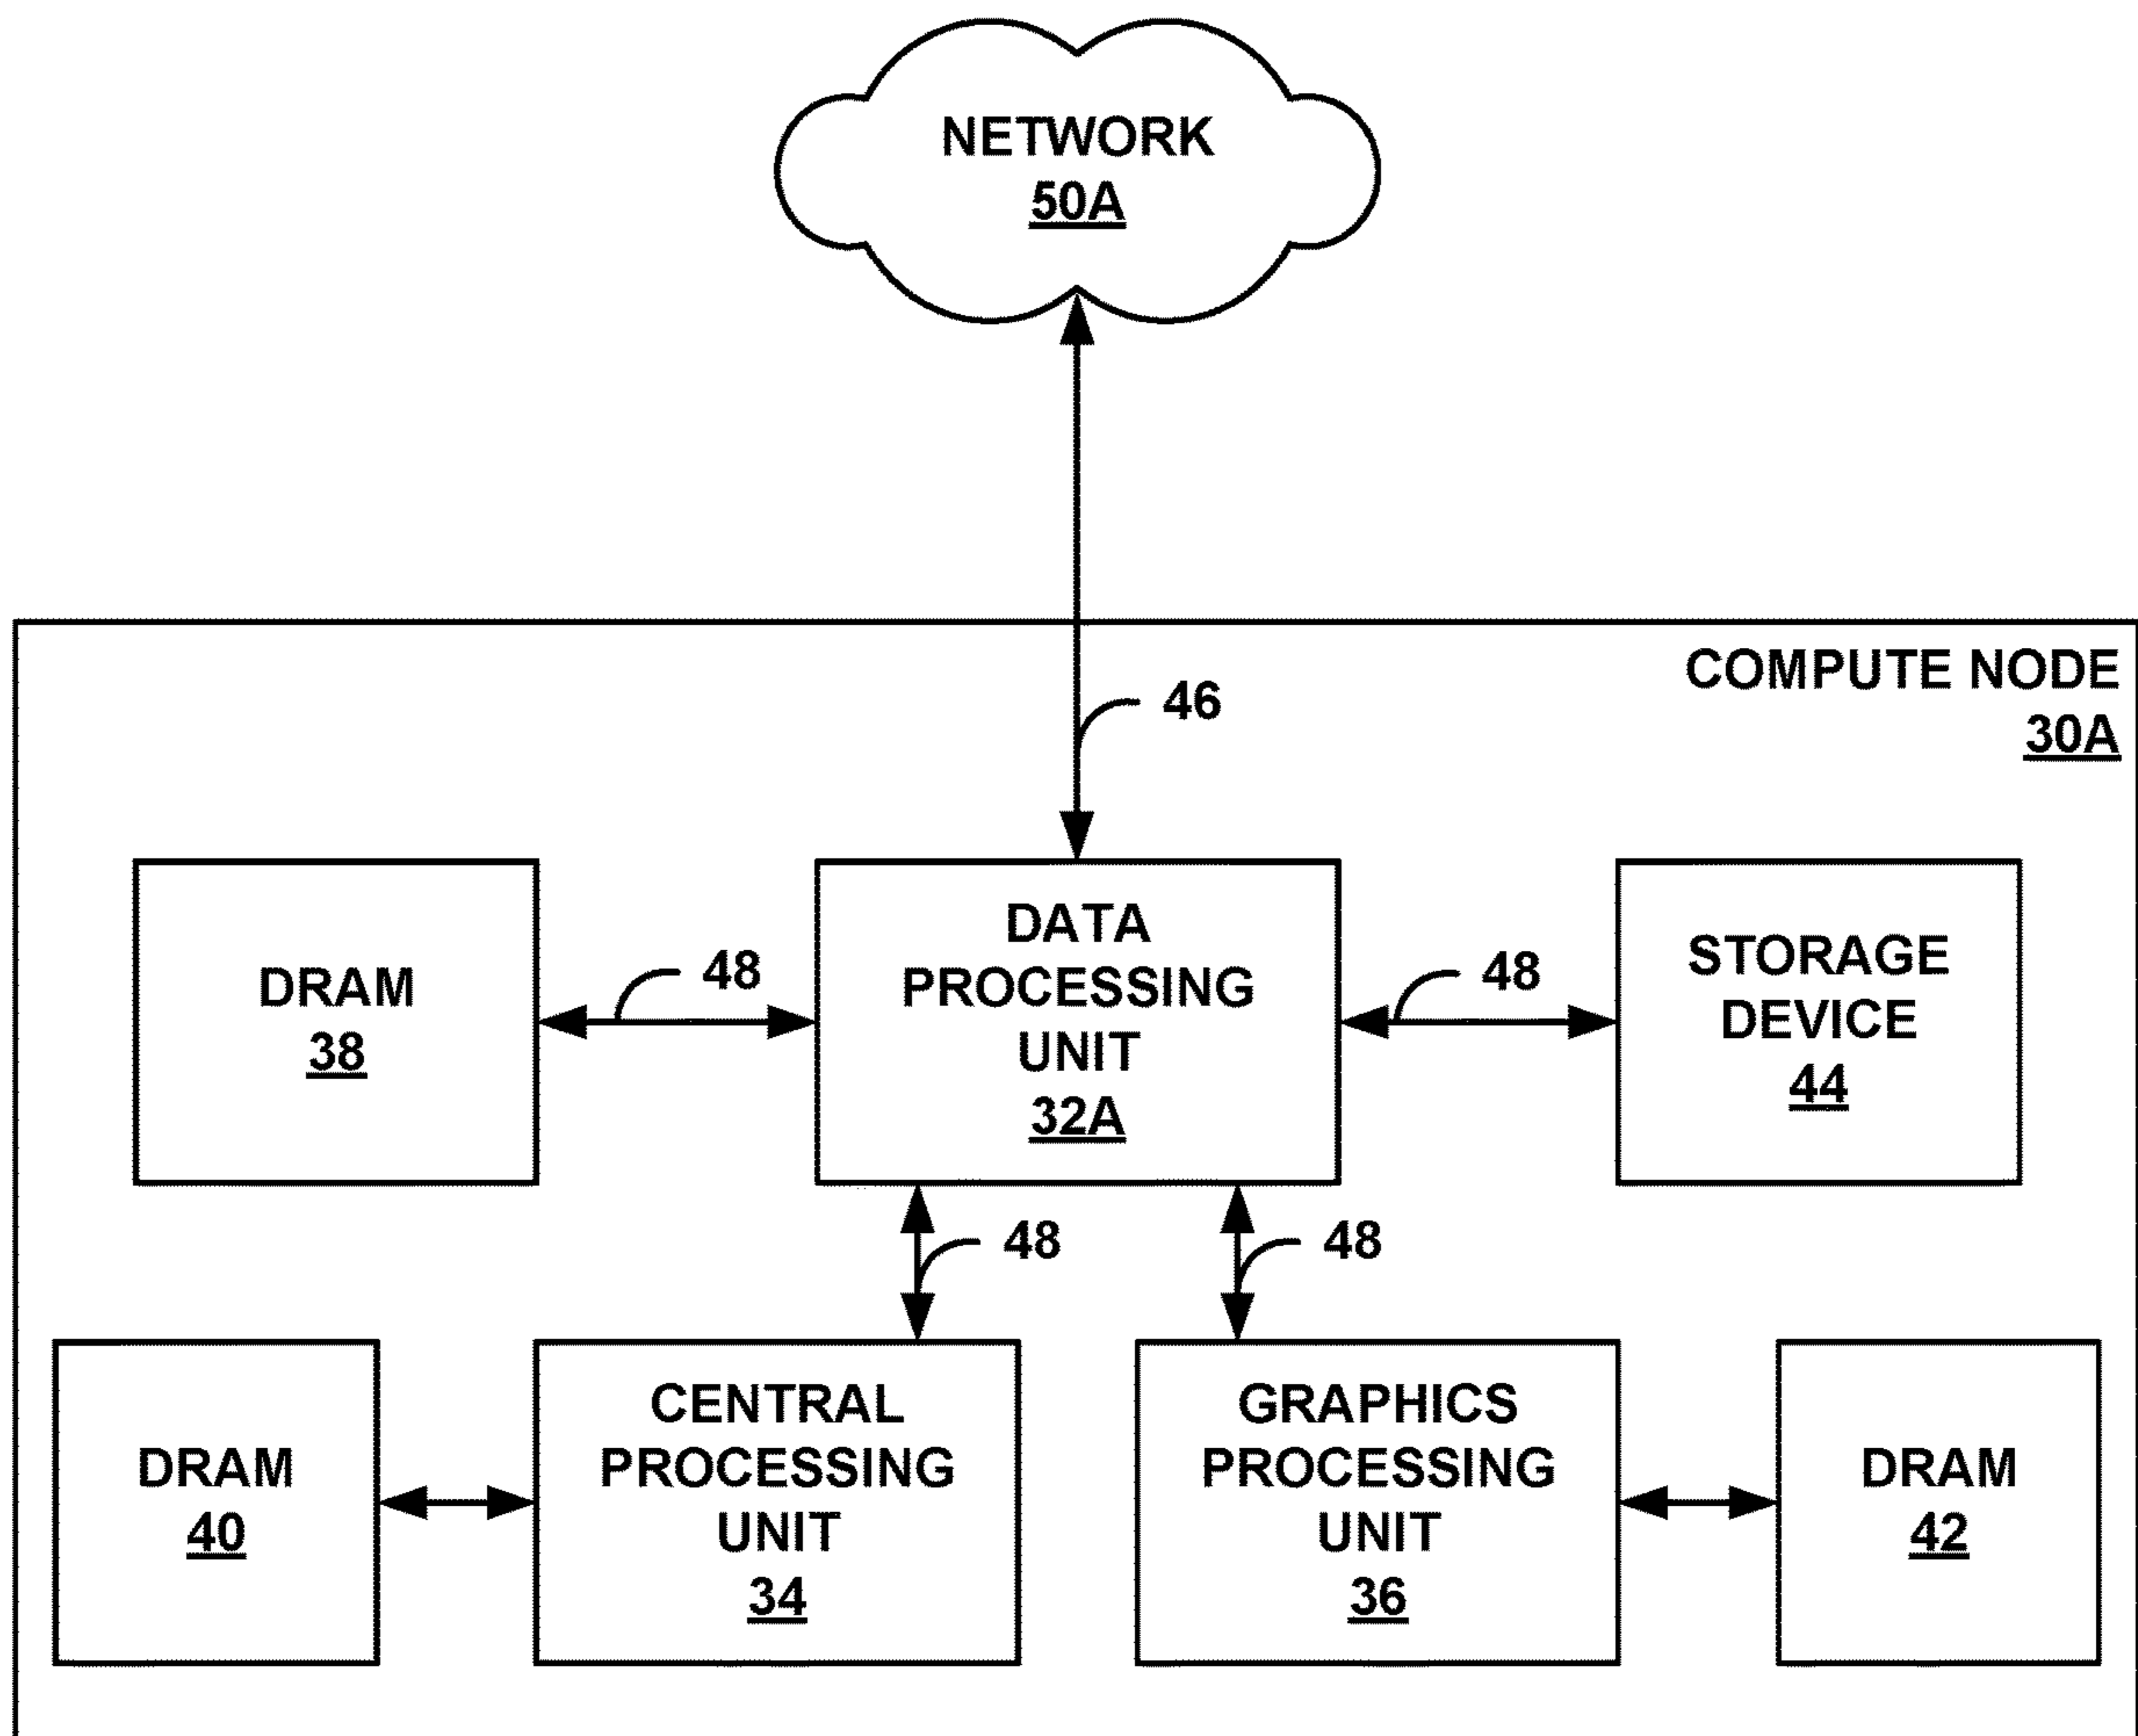 NETWORK
50A
COMPUTE NODE
30A
46
DRAM
38
48
DATA
PROCESSING
UNIT
32A
48
STORAGE
DEVICE
44
48
48
DRAM
40
CENTRAL
PROCESSING
UNIT
34
GRAPHICS
PROCESSING
UNIT
36
DRAM
42